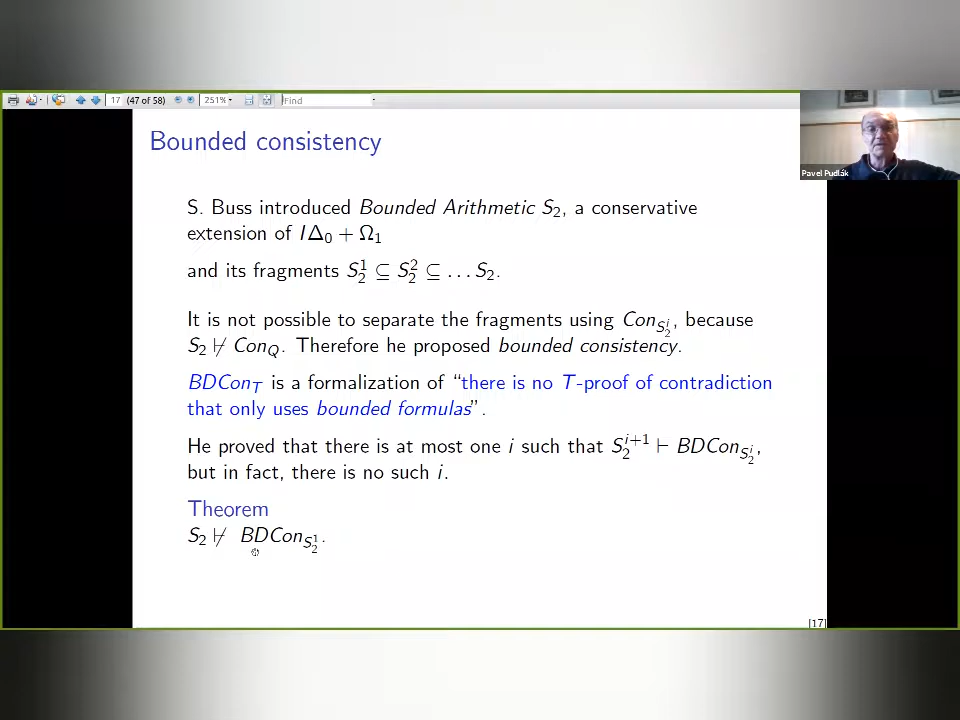 17 (47 of 58) 251% Find
Bounded consistency
Pavel Pudlák
S. Buss introduced Bounded Arithmetic S₂, a conservative
extension of IΔ₀ + Ω₁
and its fragments S₂¹ ⊆ S₂² ⊆ … S₂.
It is not possible to separate the fragments using Con_{S₂ⁱ}, because
S₂ ⊬ Con_Q. Therefore he proposed bounded consistency.
BDCon_T is a formalization of “there is no T-proof of contradiction
that only uses bounded formulas”.
He proved that there is at most one i such that S₂ⁱ⁺¹ ⊢ BDCon_{S₂ⁱ},
but in fact, there is no such i.
Theorem
S₂ ⊬ BDCon_{S₂¹}.
[17]